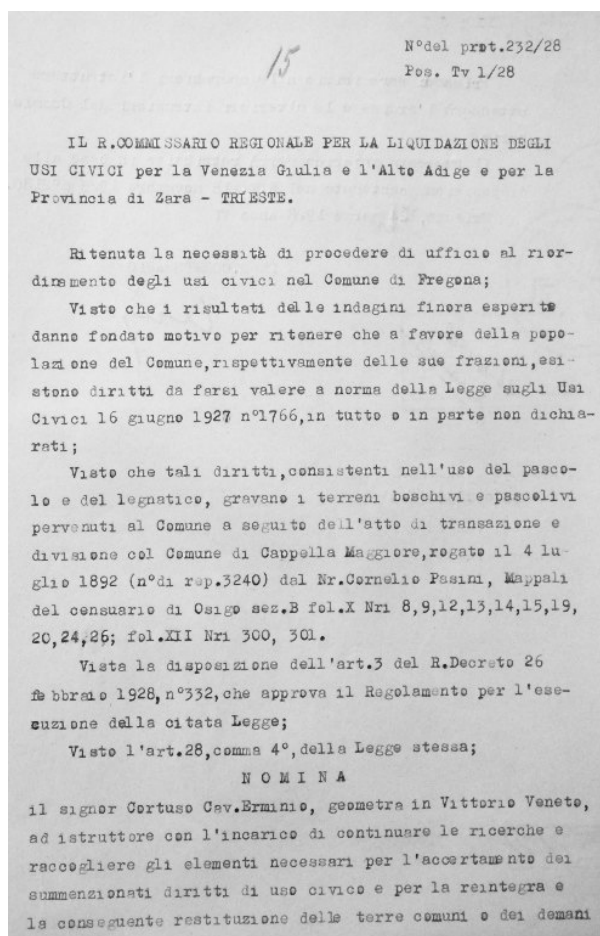 N°del prot.232/28
15
Pos. Tv 1/28
IL R.COMMISSARIO REGIONALE PER LA LIQUIDAZIONE DEGLI
USI CIVICI per la Venezia Giulia e l'Alto Adige e per la
Provincia di Zara - TRIESTE.
Ritenuta la necessità di procedere di ufficio al rior-
dinamento degli usi civici nel Comune di Fregona;
Visto che i risultati delle indagini finora esperite
danno fondato motivo per ritenere che a favore della popo-
lazione del Comune,rispettivamente delle sue frazioni,esi-
stono diritti da farsi valere a norma della Legge sugli Usi
Civici 16 giugno 1927 n°1766,in tutto o in parte non dichia-
rati;
Visto che tali diritti,consistenti nell'uso del pasco-
lo e del legnatico, gravano i terreni boschivi e pascolivi
pervenuti al Comune a seguito dell'atto di transazione e
divisione col Comune di Cappella Maggiore,rogato il 4 lu-
glio 1892 (n°di rep.3240) dal Nr.Cornelio Pasini, Mappali
del censuario di Osigo sez.B fol.X Nri 8,9,12,13,14,15,19,
20,24,26; fol.XII Nri 300, 301.
Vista la disposizione dell'art.3 del R.Decreto 26
febbraio 1928,n°332,che approva il Regolamento per l'ese-
cuzione della citata Legge;
Visto l'art.28,comma 4°,della Legge stessa;
N O M I N A
il signor Cortuso Cav.Erminio, geometra in Vittorio Veneto,
ad istruttore con l'incarico di continuare le ricerche e
raccogliere gli elementi necessari per l'accertamento dei
summenzionati diritti di uso civico e per la reintegra e
la conseguente restituzione delle terre comuni o dei demani